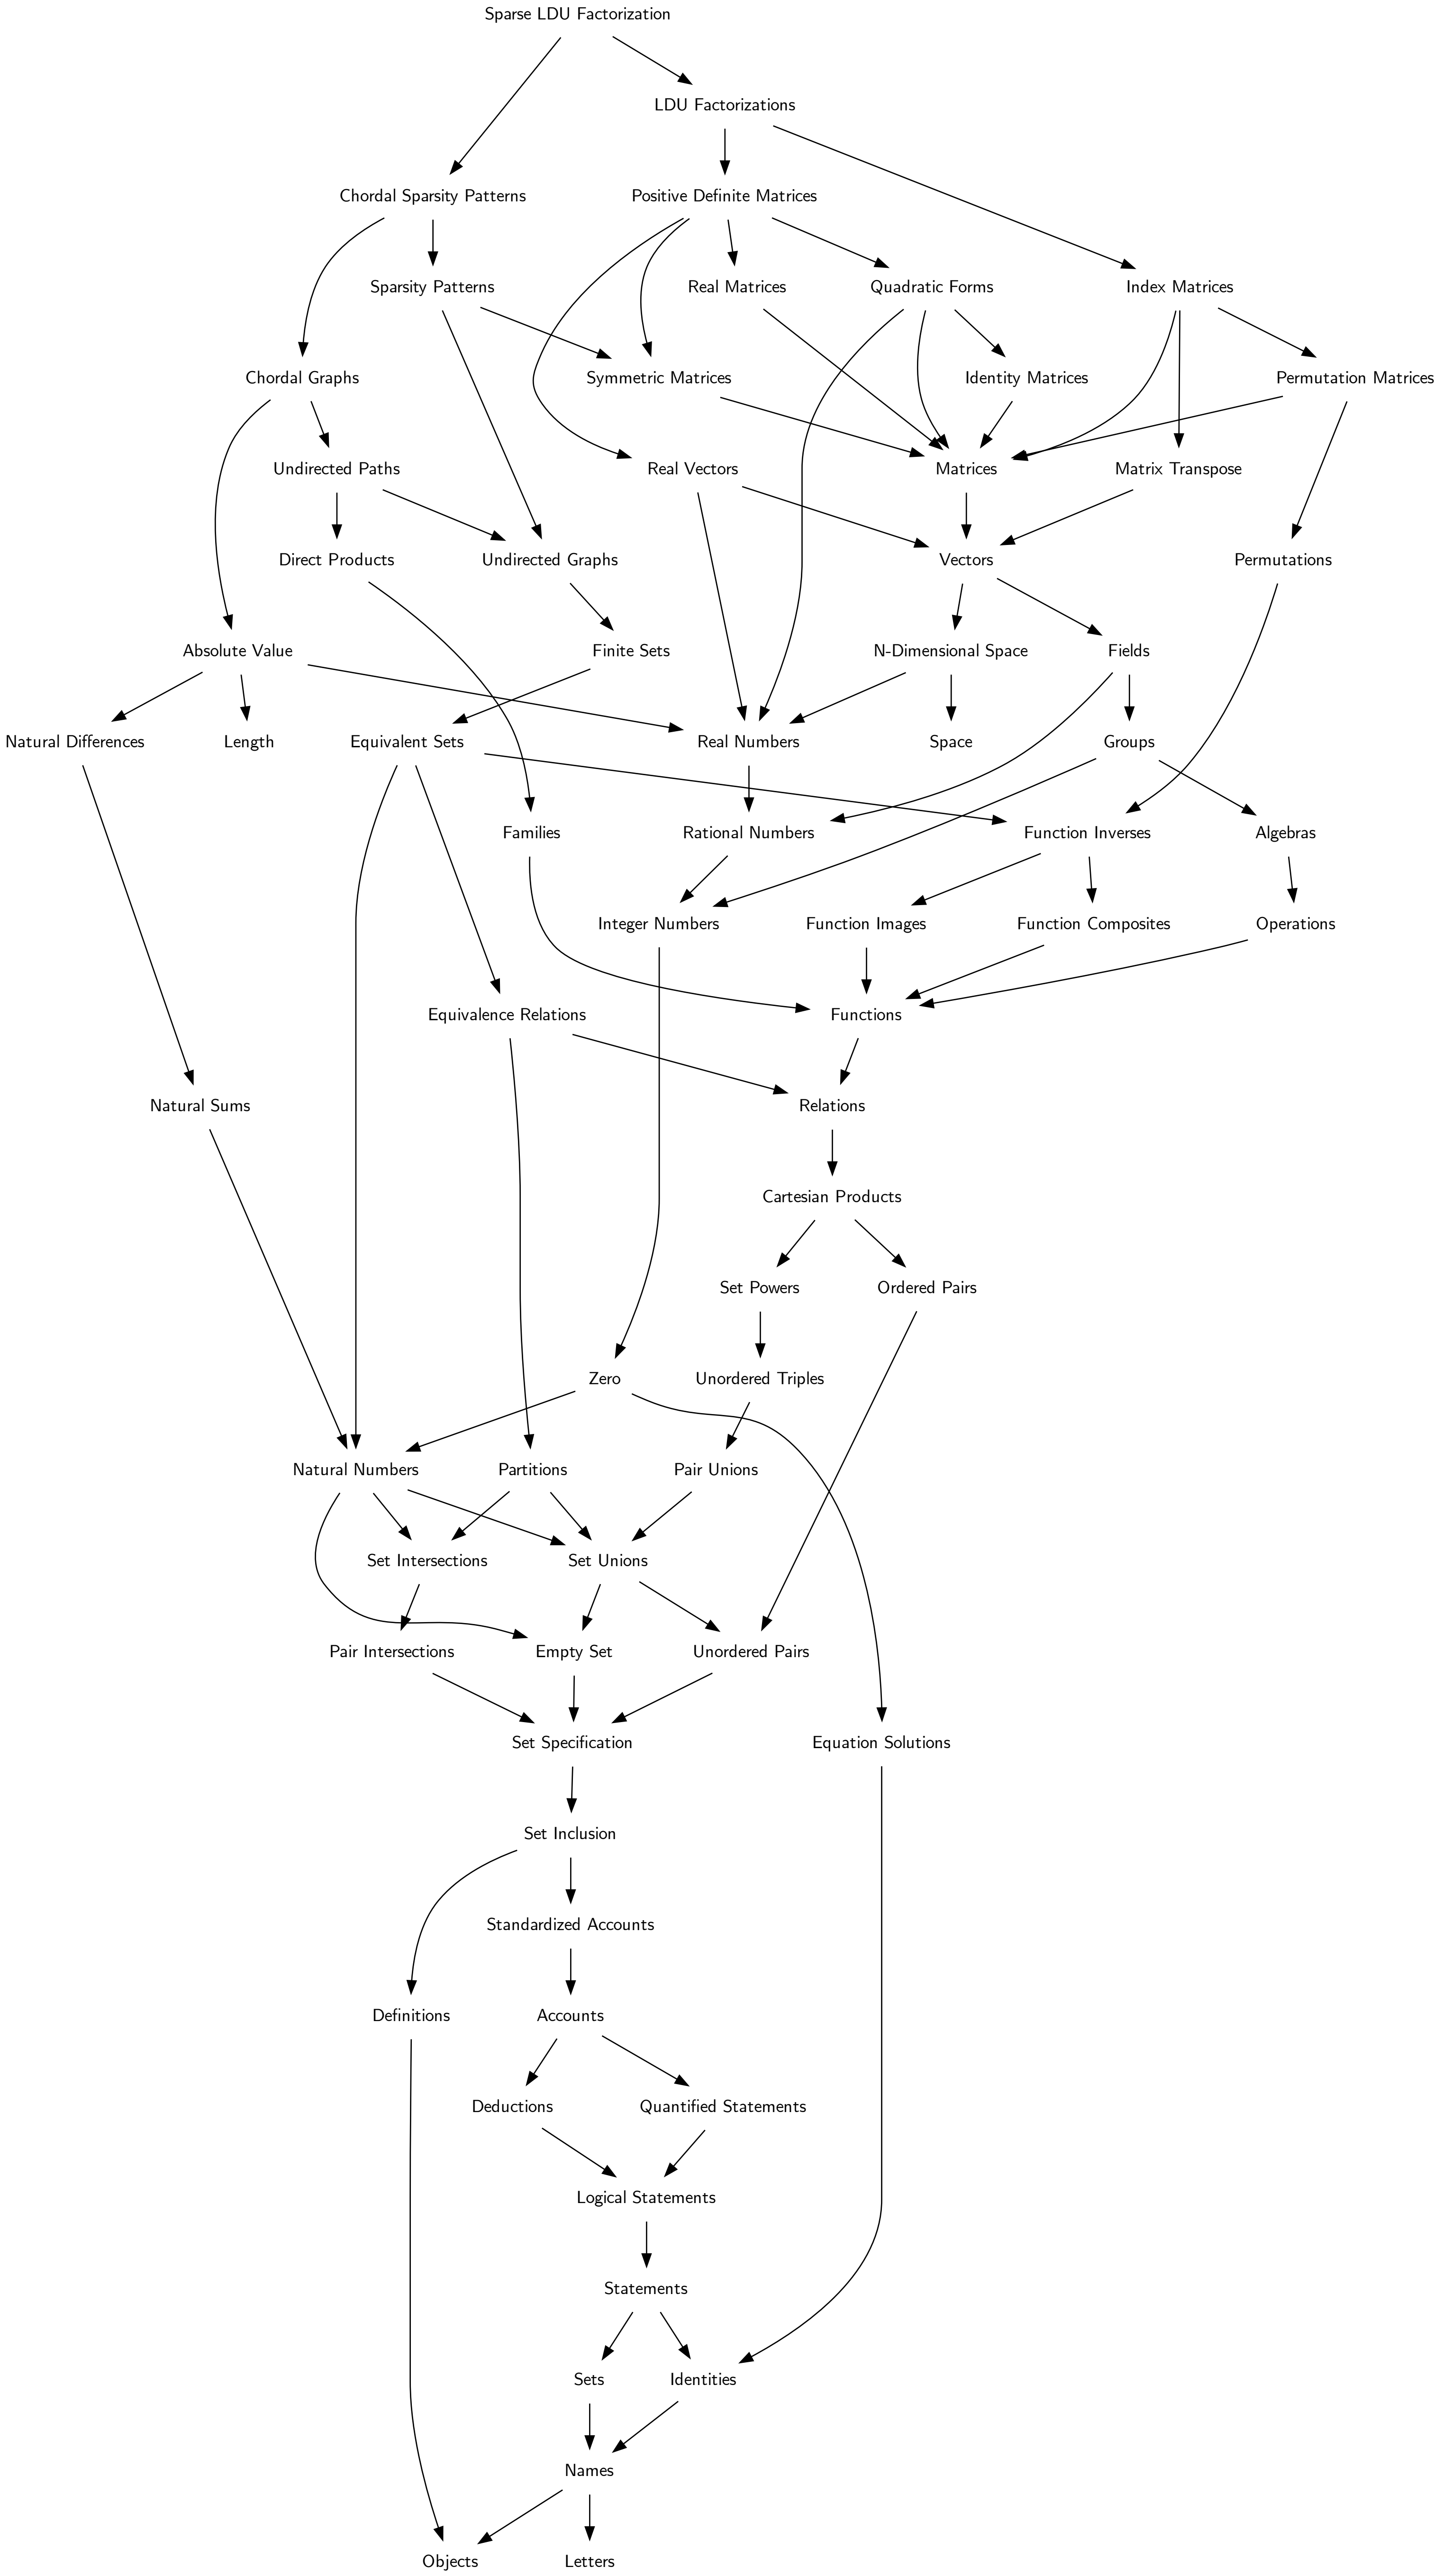 Sparse LDU Factorization
LDU Factorizations
Chordal Sparsity Patterns
Positive Definite Matrices
Sparsity Patterns
Real Matrices
Quadratic Forms
Index Matrices
Chordal Graphs
Symmetric Matrices
Identity Matrices
Permutation Matrices
Undirected Paths
Real Vectors
Matrices
Matrix Transpose
Direct Products
Undirected Graphs
Vectors
Permutations
Absolute Value
Finite Sets
N-Dimensional Space
Fields
Natural Differences
Length
Equivalent Sets
Real Numbers
Space
Groups
Families
Rational Numbers
Function Inverses
Algebras
Integer Numbers
Function Images
Function Composites
Operations
Equivalence Relations
Functions
Natural Sums
Relations
Cartesian Products
Set Powers
Ordered Pairs
Zero
Unordered Triples
Natural Numbers
Partitions
Pair Unions
Set Intersections
Set Unions
Pair Intersections
Empty Set
Unordered Pairs
Set Specification
Equation Solutions
Set Inclusion
Standardized Accounts
Definitions
Accounts
Deductions
Quantified Statements
Logical Statements
Statements
Sets
Identities
Names
Objects
Letters